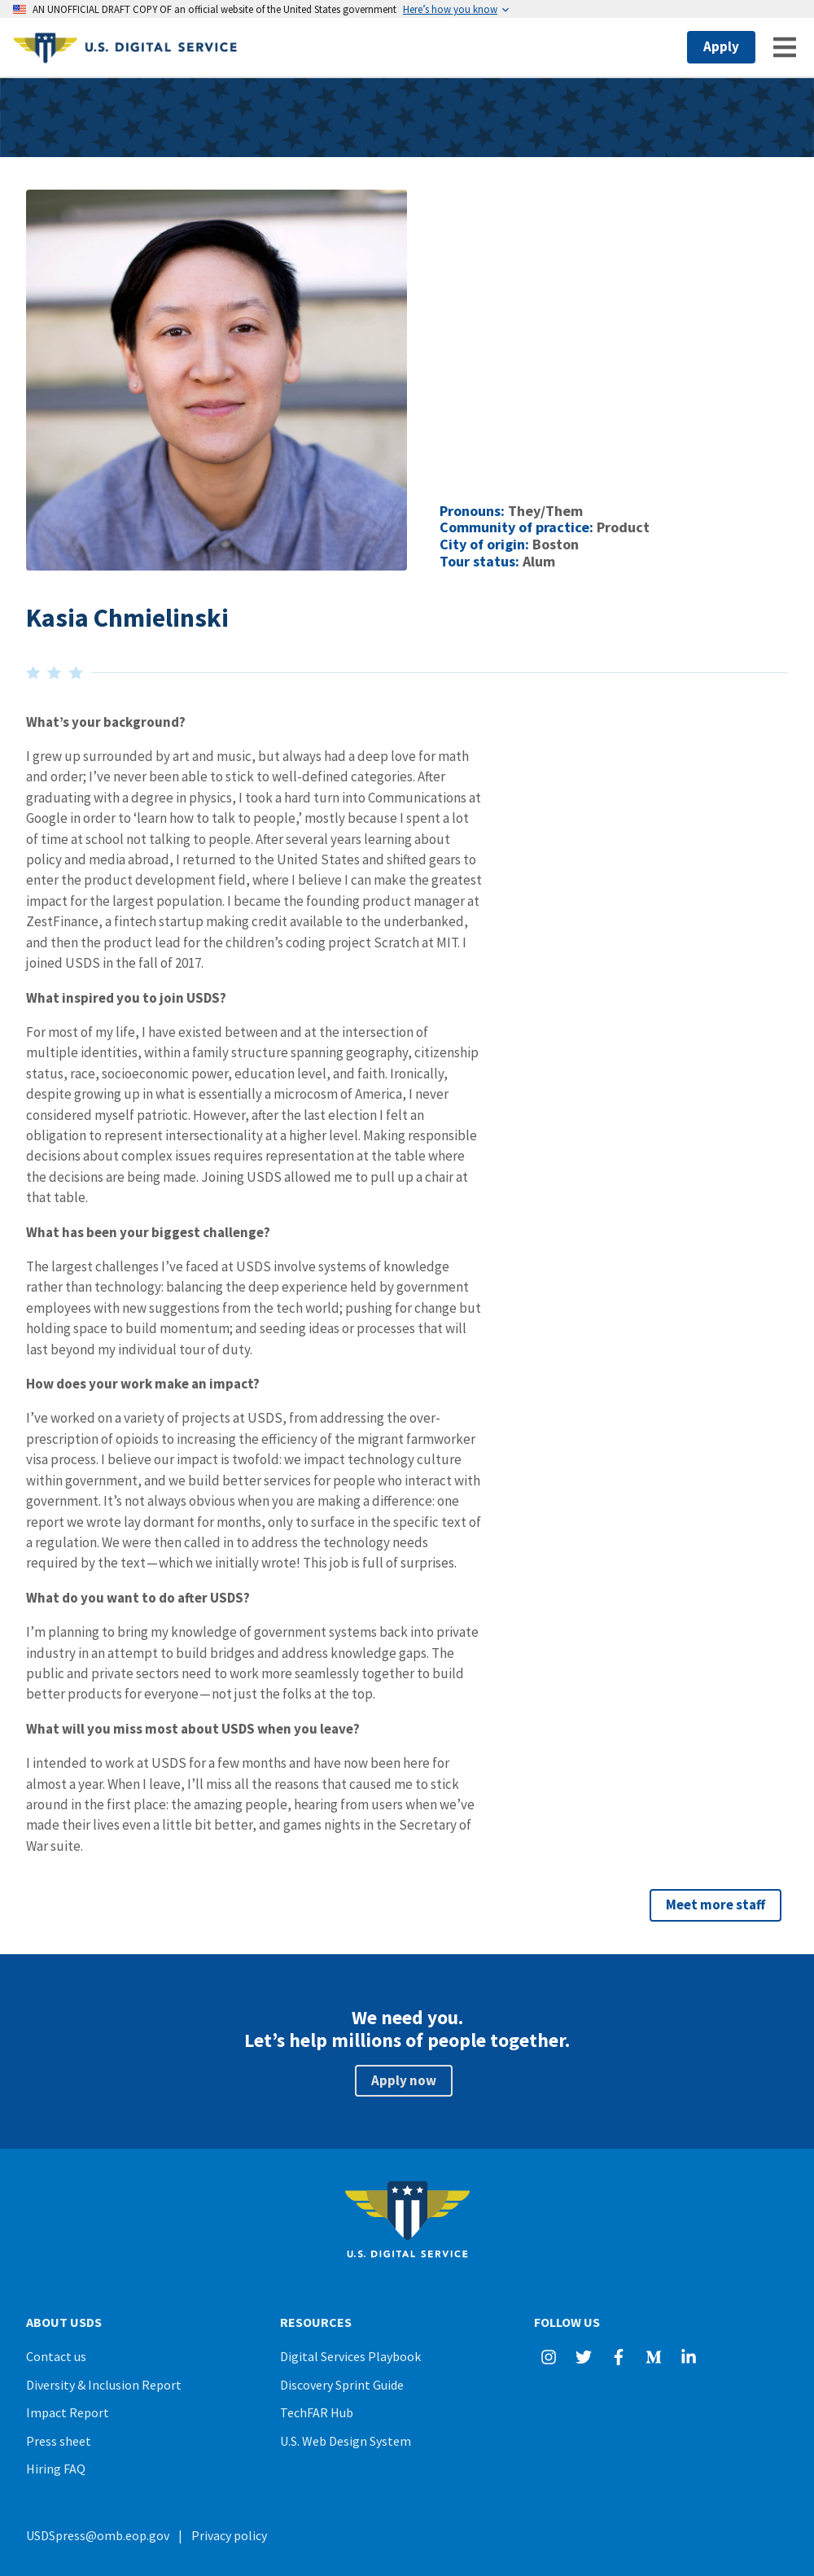 AN UNOFFICIAL DRAFT COPY OF an official website of the United States government Here’s how you know
U.S. DIGITAL SERVICE
Apply
Pronouns: They/Them
Community of practice: Product
City of origin: Boston
Tour status: Alum
Kasia Chmielinski
What’s your background?
I grew up surrounded by art and music, but always had a deep love for math
and order; I’ve never been able to stick to well-defined categories. After
graduating with a degree in physics, I took a hard turn into Communications at
Google in order to ‘learn how to talk to people,’ mostly because I spent a lot
of time at school not talking to people. After several years learning about
policy and media abroad, I returned to the United States and shifted gears to
enter the product development field, where I believe I can make the greatest
impact for the largest population. I became the founding product manager at
ZestFinance, a fintech startup making credit available to the underbanked,
and then the product lead for the children’s coding project Scratch at MIT. I
joined USDS in the fall of 2017.
What inspired you to join USDS?
For most of my life, I have existed between and at the intersection of
multiple identities, within a family structure spanning geography, citizenship
status, race, socioeconomic power, education level, and faith. Ironically,
despite growing up in what is essentially a microcosm of America, I never
considered myself patriotic. However, after the last election I felt an
obligation to represent intersectionality at a higher level. Making responsible
decisions about complex issues requires representation at the table where
the decisions are being made. Joining USDS allowed me to pull up a chair at
that table.
What has been your biggest challenge?
The largest challenges I’ve faced at USDS involve systems of knowledge
rather than technology: balancing the deep experience held by government
employees with new suggestions from the tech world; pushing for change but
holding space to build momentum; and seeding ideas or processes that will
last beyond my individual tour of duty.
How does your work make an impact?
I’ve worked on a variety of projects at USDS, from addressing the over-
prescription of opioids to increasing the efficiency of the migrant farmworker
visa process. I believe our impact is twofold: we impact technology culture
within government, and we build better services for people who interact with
government. It’s not always obvious when you are making a difference: one
report we wrote lay dormant for months, only to surface in the specific text of
a regulation. We were then called in to address the technology needs
required by the text — which we initially wrote! This job is full of surprises.
What do you want to do after USDS?
I’m planning to bring my knowledge of government systems back into private
industry in an attempt to build bridges and address knowledge gaps. The
public and private sectors need to work more seamlessly together to build
better products for everyone — not just the folks at the top.
What will you miss most about USDS when you leave?
I intended to work at USDS for a few months and have now been here for
almost a year. When I leave, I’ll miss all the reasons that caused me to stick
around in the first place: the amazing people, hearing from users when we’ve
made their lives even a little bit better, and games nights in the Secretary of
War suite.
Meet more staff
We need you.
Let’s help millions of people together.
Apply now
U.S. DIGITAL SERVICE
ABOUT USDS
Contact us
Diversity & Inclusion Report
Impact Report
Press sheet
Hiring FAQ
RESOURCES
Digital Services Playbook
Discovery Sprint Guide
TechFAR Hub
U.S. Web Design System
FOLLOW US
USDSpress@omb.eop.gov | Privacy policy